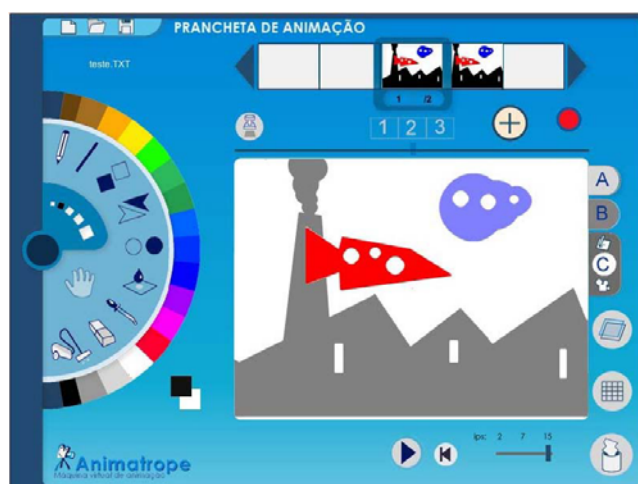 PRANCHETA DE ANIMAÇÃO
teste.TXT
1 /2
1 2 3
A
B
C
ips: 2 7 15
Animatrope
Máquina virtual de animação